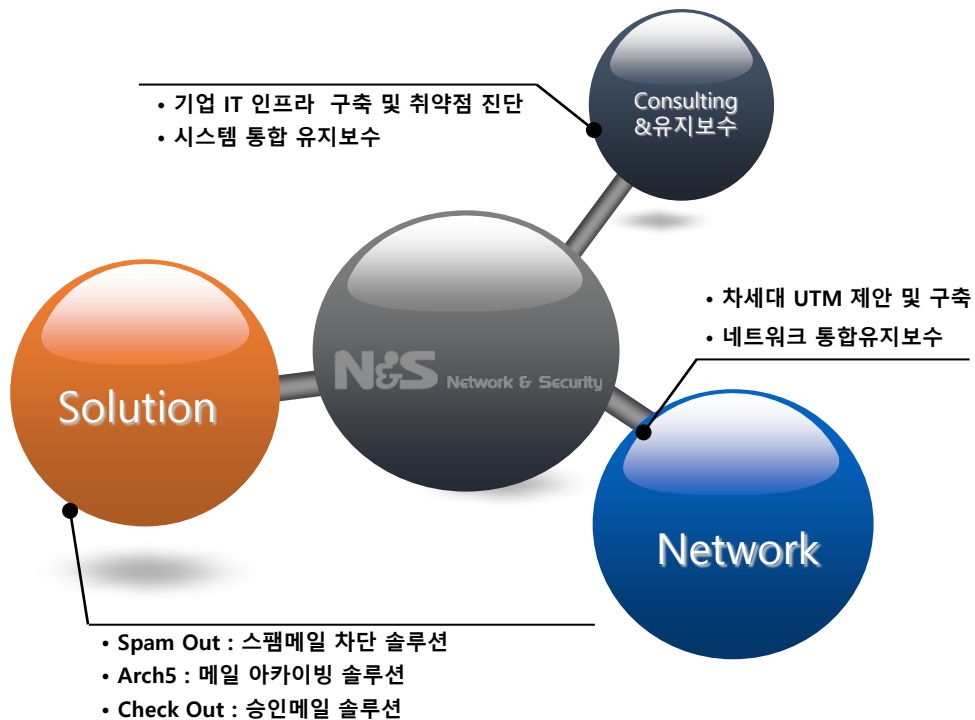 Consulting
&유지보수
• 기업 IT 인프라 구축 및 취약점 진단
• 시스템 통합 유지보수
N&S Network & Security
• 차세대 UTM 제안 및 구축
• 네트워크 통합유지보수
Solution
Network
• Spam Out : 스팸메일 차단 솔루션
• Arch5 : 메일 아카이빙 솔루션
• Check Out : 승인메일 솔루션